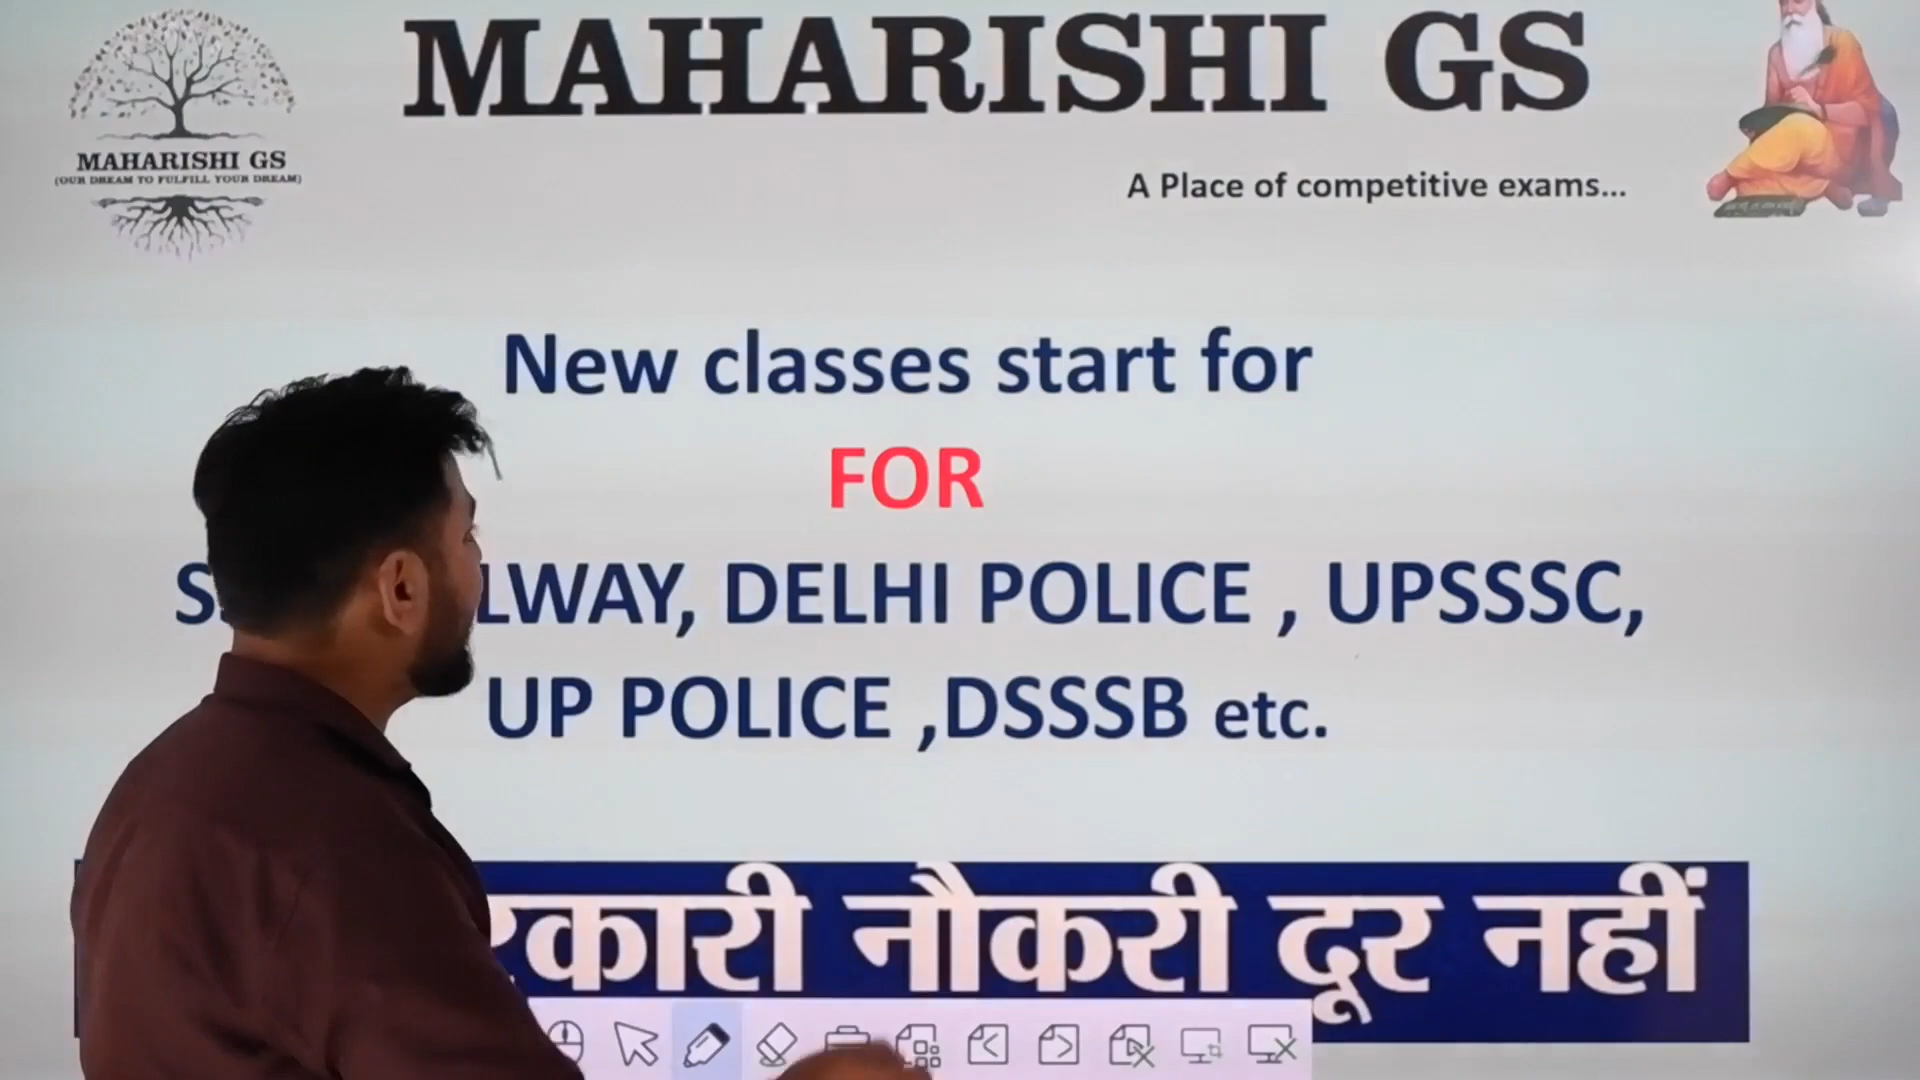 MAHARISHI GS
A Place of competitive exams...
MAHARISHI GS
(OUR DREAM TO FULFILL YOUR DREAM)
New classes start for
FOR
DELHI POLICE , UPSSSC,
UP POLICE ,DSSSB etc.
नौकरी दूर नहीं